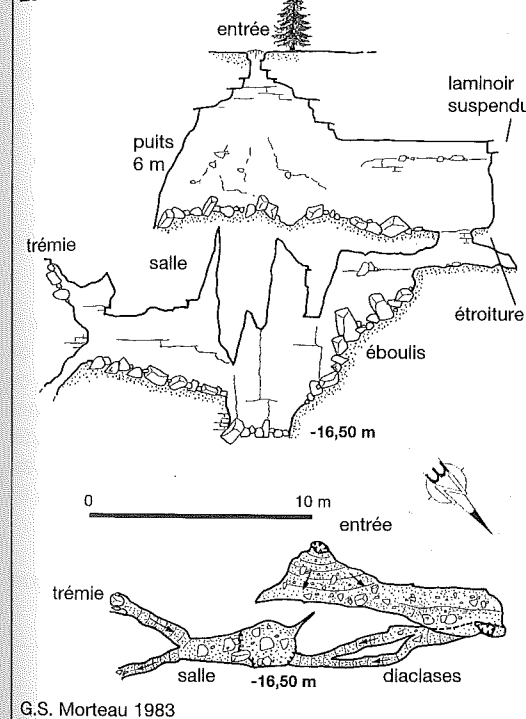 entrée
laminoir
suspendu
puits
6 m
trémie
salle
étroiture
éboulis
-16,50 m
0
10 m
entrée
trémie
salle
-16,50 m
diaclases
G.S. Morteau 1983